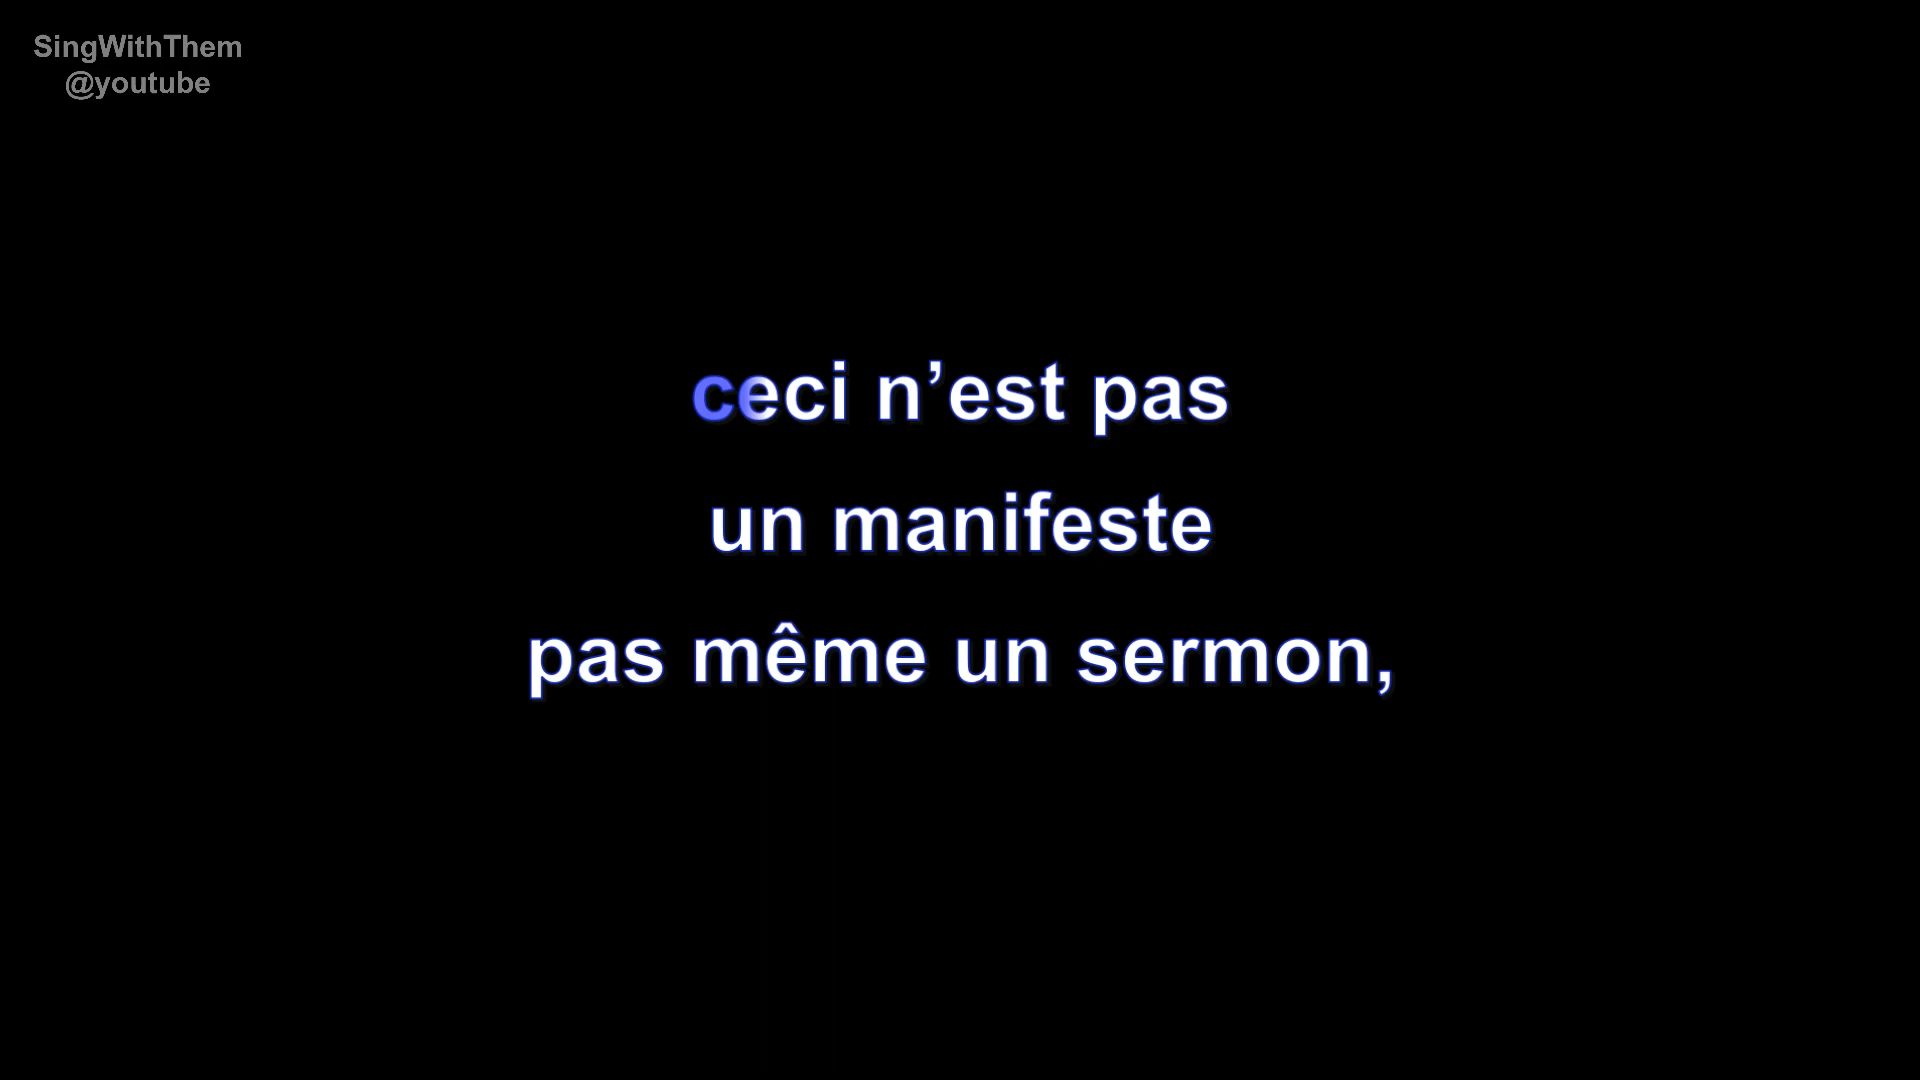 SingWithThem
@youtube
ceci n’est pas
un manifeste
pas même un sermon,